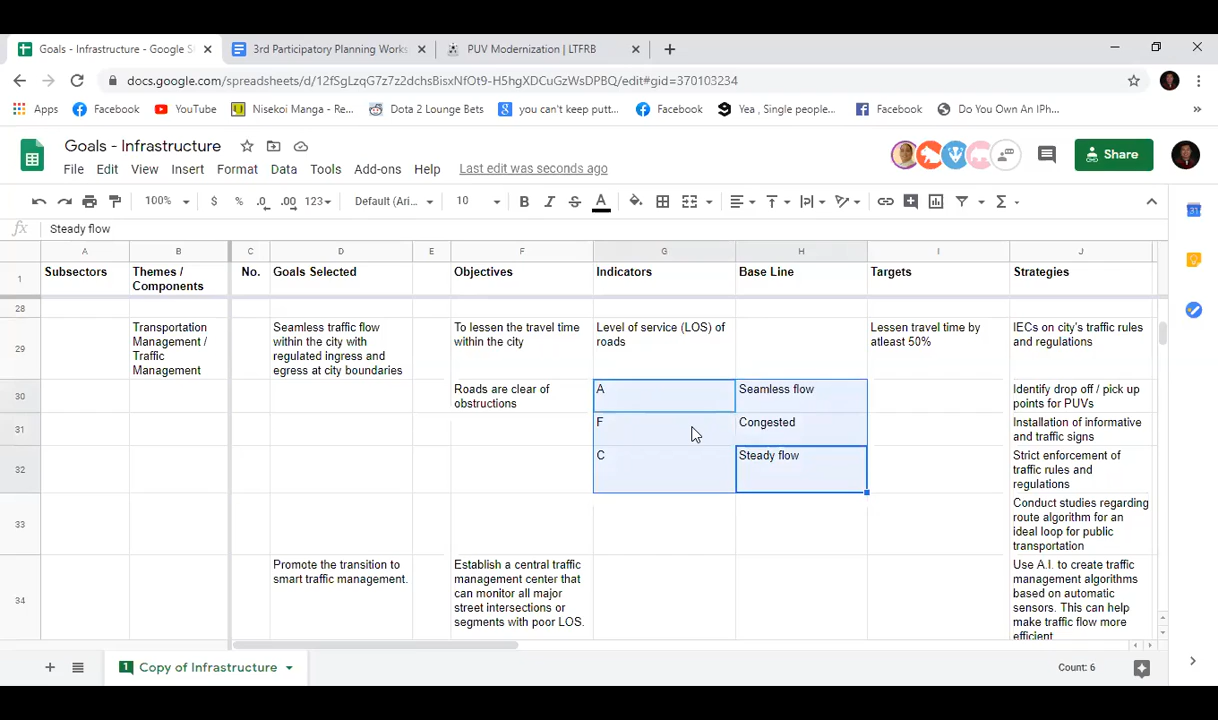 Goals - Infrastructure - Google S
3rd Participatory Planning Works
PUV Modernization | LTFRB
docs.google.com/spreadsheets/d/12fSgLzqG7z7z2dchsBisxNfOt9-H5hgXDCuGzWsDPBQ/edit#gid=370103234
Apps Facebook YouTube Nisekoi Manga - Re... Dota 2 Lounge Bets you can't keep putt... Facebook Yea , Single people... Facebook Do You Own An IPh... »
Goals - Infrastructure
Share
File Edit View Insert Format Data Tools Add-ons Help Last edit was seconds ago
100% $ % .0 .00 123 Default (Ari... 10 B I S A Σ
fx Steady flow
31
A B C D E F G H I J
1 Subsectors Themes / Components No. Goals Selected Objectives Indicators Base Line Targets Strategies
28
29
Transportation
Management /
Traffic
Management
Seamless traffic flow
within the city with
regulated ingress and
egress at city boundaries
To lessen the travel time
within the city
Level of service (LOS) of
roads
Lessen travel time by
atleast 50%
IECs on city's traffic rules
and regulations
30
Roads are clear of
obstructions
A
Seamless flow
Identify drop off / pick up
points for PUVs
31
F
Congested
Installation of informative
and traffic signs
32
C
Steady flow
Strict enforcement of
traffic rules and
regulations
33
Conduct studies regarding
route algorithm for an
ideal loop for public
transportation
34
Promote the transition to
smart traffic management.
Establish a central traffic
management center that
can monitor all major
street intersections or
segments with poor LOS.
Use A.I. to create traffic
management algorithms
based on automatic
sensors. This can help
make traffic flow more
efficient
1 Copy of Infrastructure
Count: 6